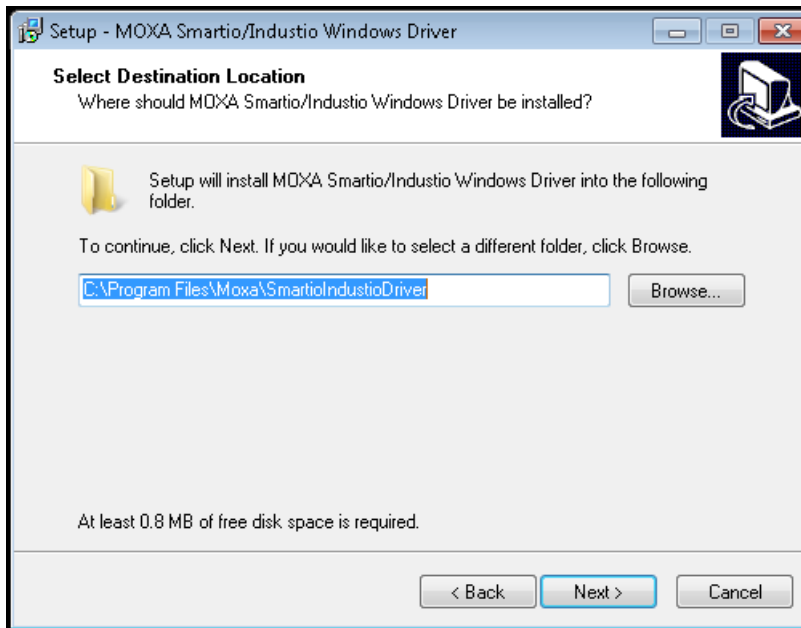 Setup - MOXA Smartio/Industio Windows Driver
Select Destination Location
Where should MOXA Smartio/Industio Windows Driver be installed?
Setup will install MOXA Smartio/Industio Windows Driver into the following
folder.
To continue, click Next. If you would like to select a different folder, click Browse.
C:\Program Files\Moxa\SmartioIndustioDriver
Browse...
At least 0.8 MB of free disk space is required.
< Back
Next >
Cancel